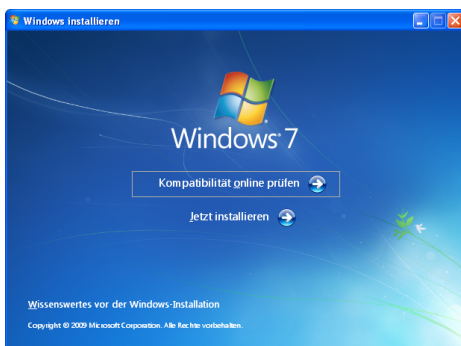 Windows installieren
Windows 7
Kompatibilität online prüfen
Jetzt installieren
Wissenswertes vor der Windows-Installation
Copyright © 2009 Microsoft Corporation. Alle Rechte vorbehalten.